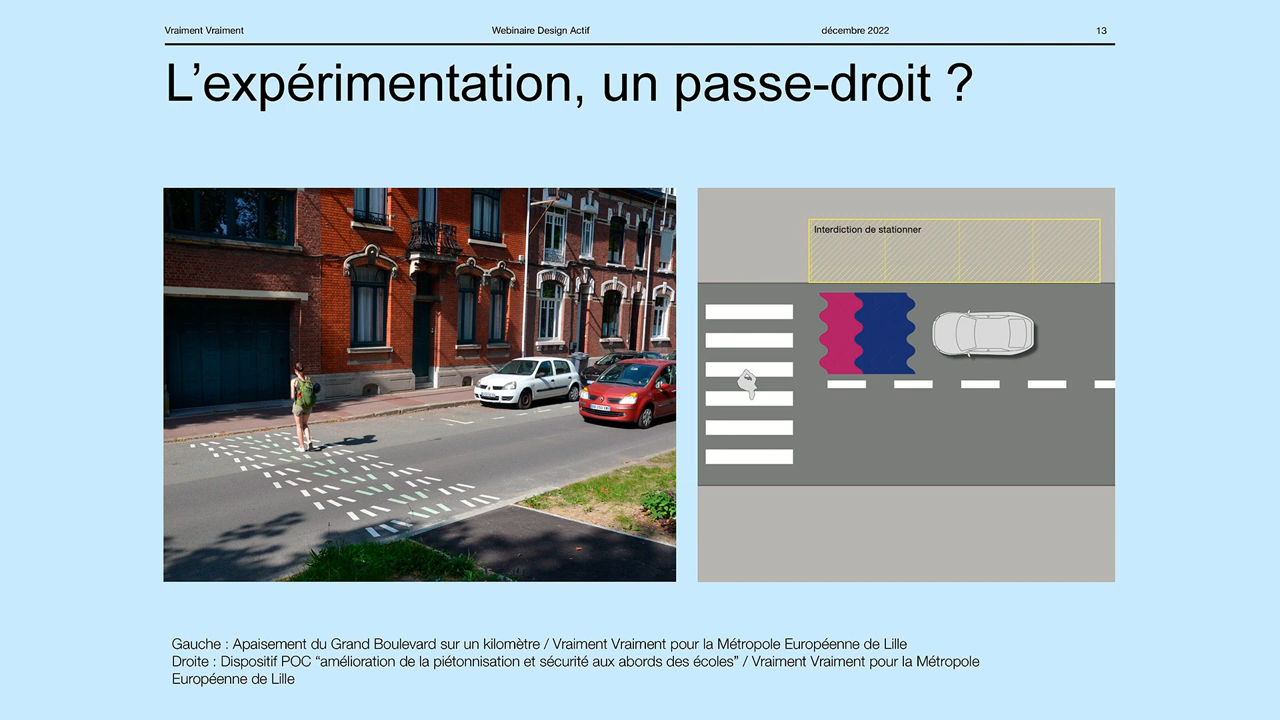 Vraiment Vraiment
Webinaire Design Actif
décembre 2022
13
L’expérimentation, un passe-droit ?
Interdiction de stationner
Gauche : Apaisement du Grand Boulevard sur un kilomètre / Vraiment Vraiment pour la Métropole Européenne de Lille
Droite : Dispositif POC “amélioration de la piétonnisation et sécurité aux abords des écoles” / Vraiment Vraiment pour la Métropole
Européenne de Lille